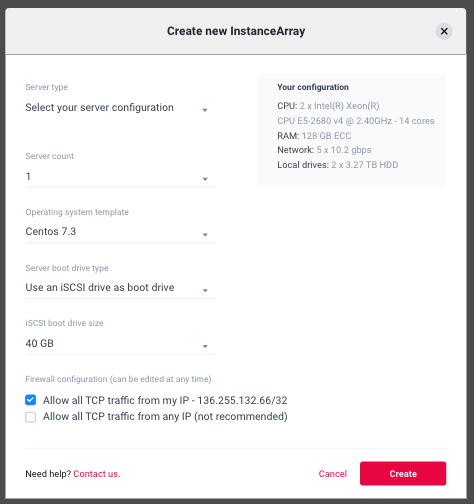 Create new InstanceArray
Server type
Select your server configuration
Your configuration
CPU: 2 x Intel(R) Xeon(R)
CPU E5-2680 v4 @ 2.40GHz - 14 cores
RAM: 128 GB ECC
Network: 5 x 10.2 gbps
Local drives: 2 x 3.27 TB HDD
Server count
1
Operating system template
Centos 7.3
Server boot drive type
Use an iSCSI drive as boot drive
iSCSI boot drive size
40 GB
Firewall configuration (can be edited at any time)
Allow all TCP traffic from my IP - 136.255.132.66/32
Allow all TCP traffic from any IP (not recommended)
Need help? Contact us.
Cancel
Create